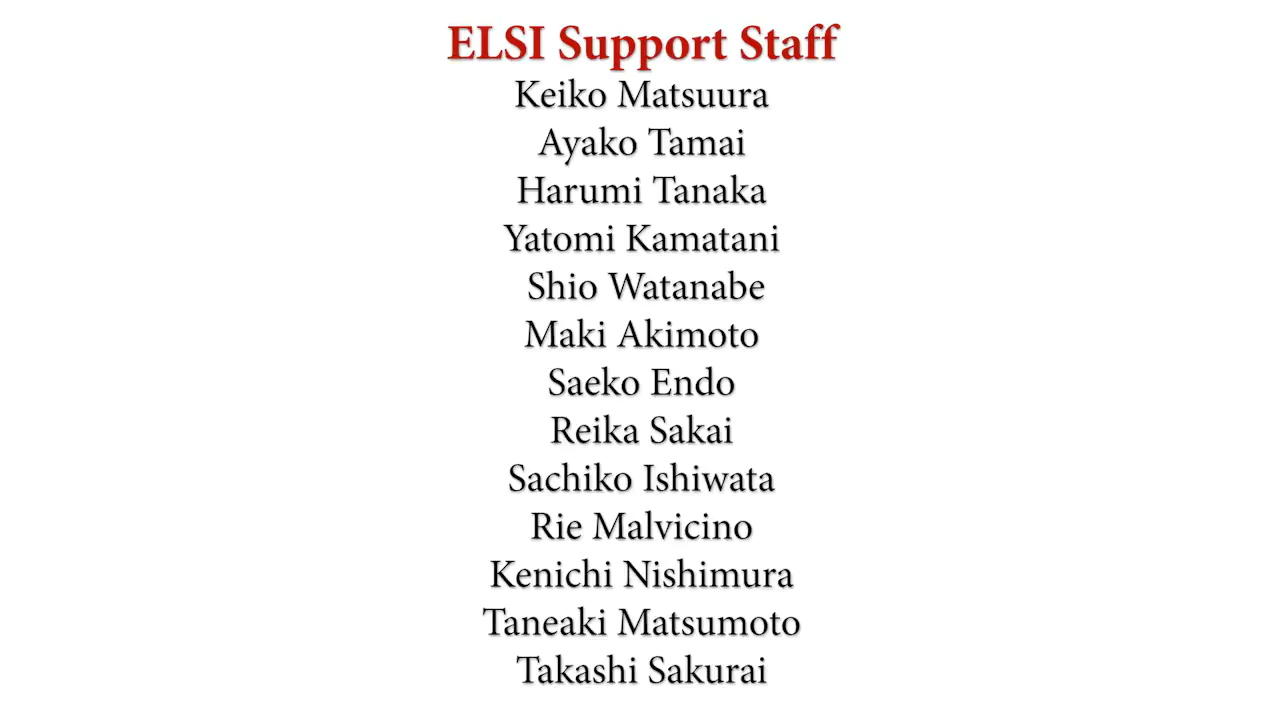 ELSI Support Staff
Keiko Matsuura
Ayako Tamai
Harumi Tanaka
Yatomi Kamatani
Shio Watanabe
Maki Akimoto
Saeko Endo
Reika Sakai
Sachiko Ishiwata
Rie Malvicino
Kenichi Nishimura
Taneaki Matsumoto
Takashi Sakurai